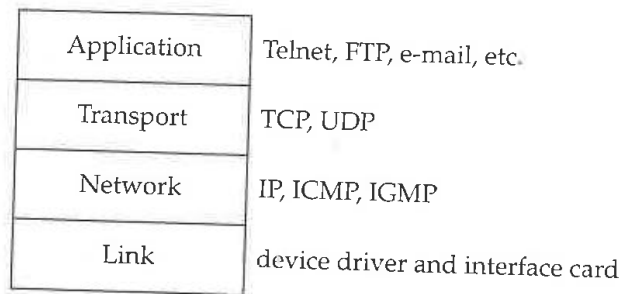 Application Telnet, FTP, e-mail, etc.
Transport TCP, UDP
Network IP, ICMP, IGMP
Link device driver and interface card